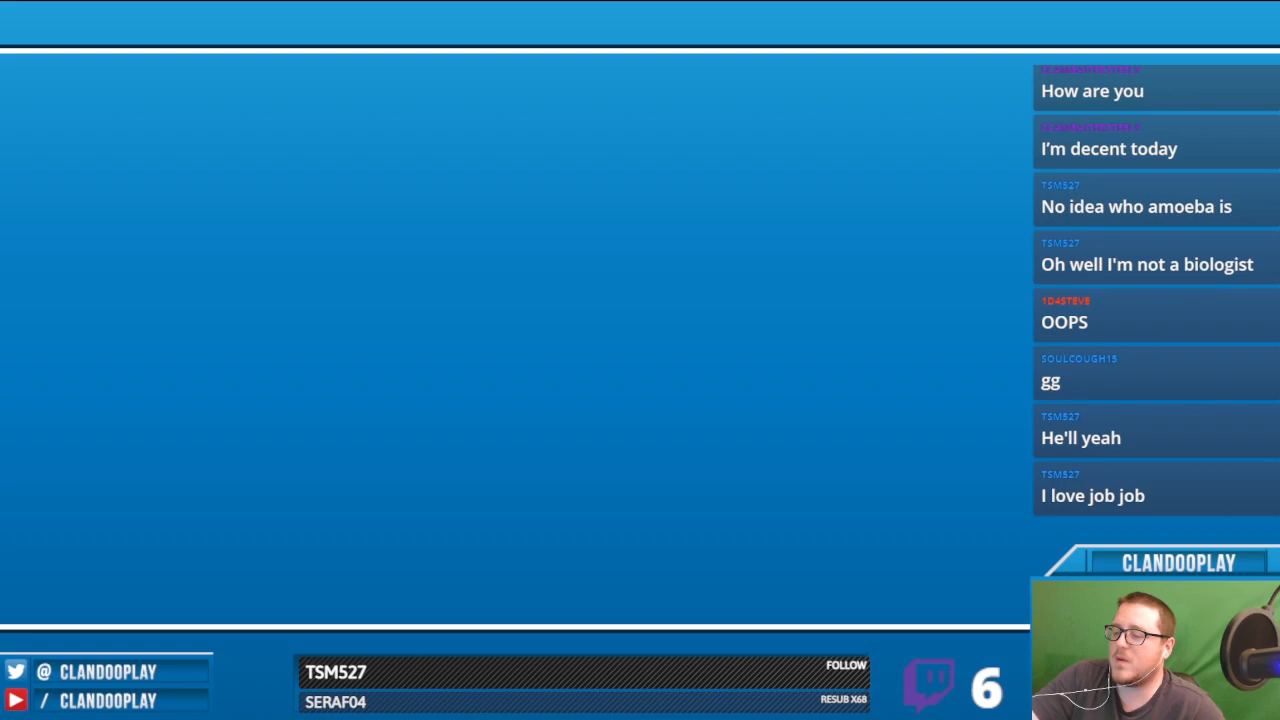 How are you
I’m decent today
TSM527
No idea who amoeba is
TSM527
Oh well I'm not a biologist
1D4STEVE
OOPS
SOULCOUGH15
gg
TSM527
He'll yeah
TSM527
I love job job
CLANDOOPLAY
@ CLANDOOPLAY
/ CLANDOOPLAY
TSM527 FOLLOW
SERAF04 RESUB X68
6